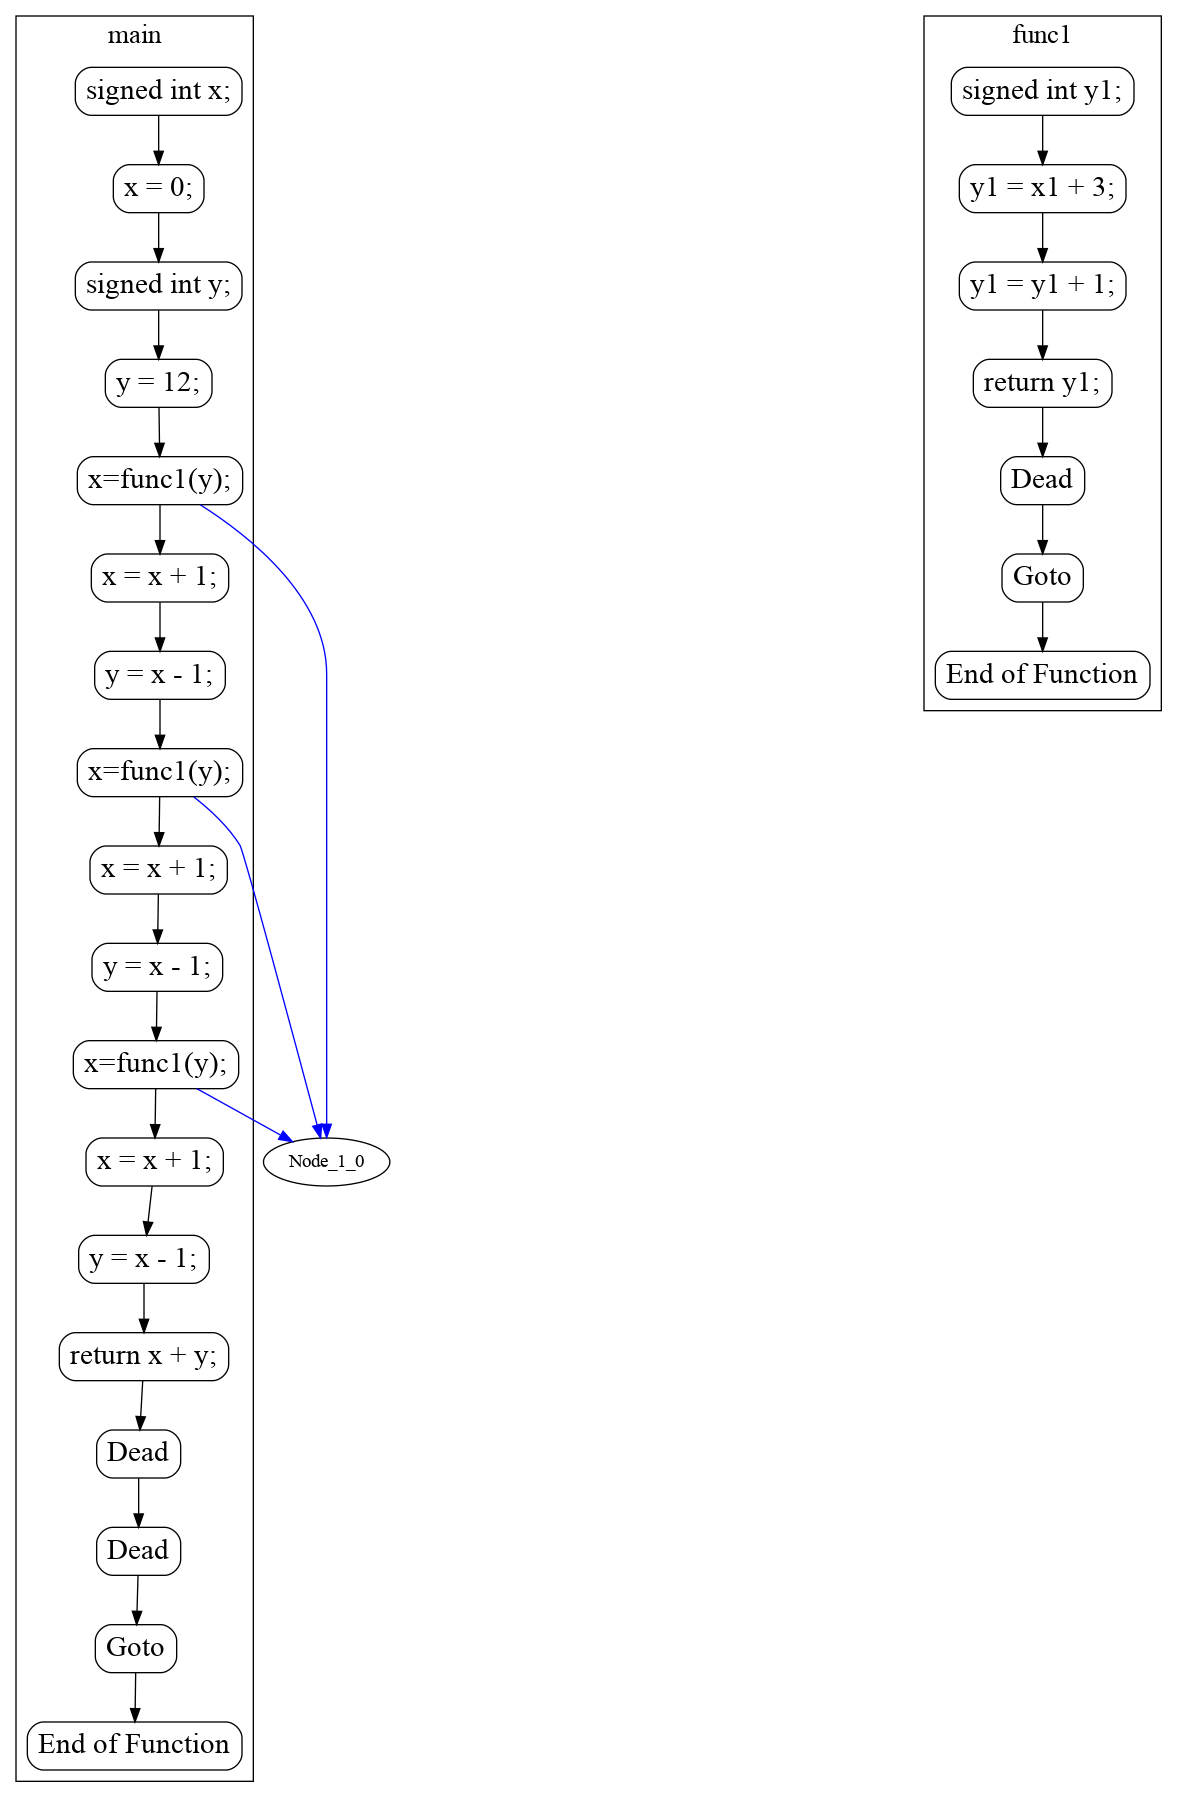 main
signed int x;
x = 0;
signed int y;
y = 12;
x=func1(y);
x = x + 1;
y = x - 1;
x=func1(y);
x = x + 1;
y = x - 1;
x=func1(y);
x = x + 1;
Node_1_0
y = x - 1;
return x + y;
Dead
Dead
Goto
End of Function
func1
signed int y1;
y1 = x1 + 3;
y1 = y1 + 1;
return y1;
Dead
Goto
End of Function